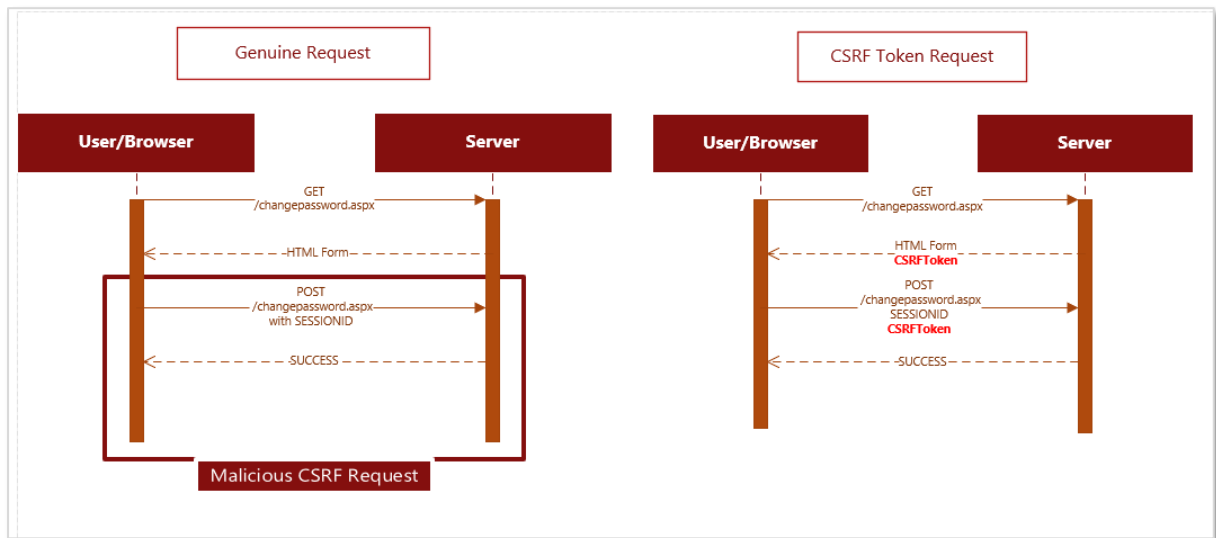 Genuine Request
CSRF Token Request
User/Browser
Server
User/Browser
Server
GET
/changepassword.aspx
HTML Form
POST
/changepassword.aspx
with SESSIONID
SUCCESS
Malicious CSRF Request
GET
/changepassword.aspx
HTML Form
CSRFToken
POST
/changepassword.aspx
SESSIONID
CSRFToken
SUCCESS